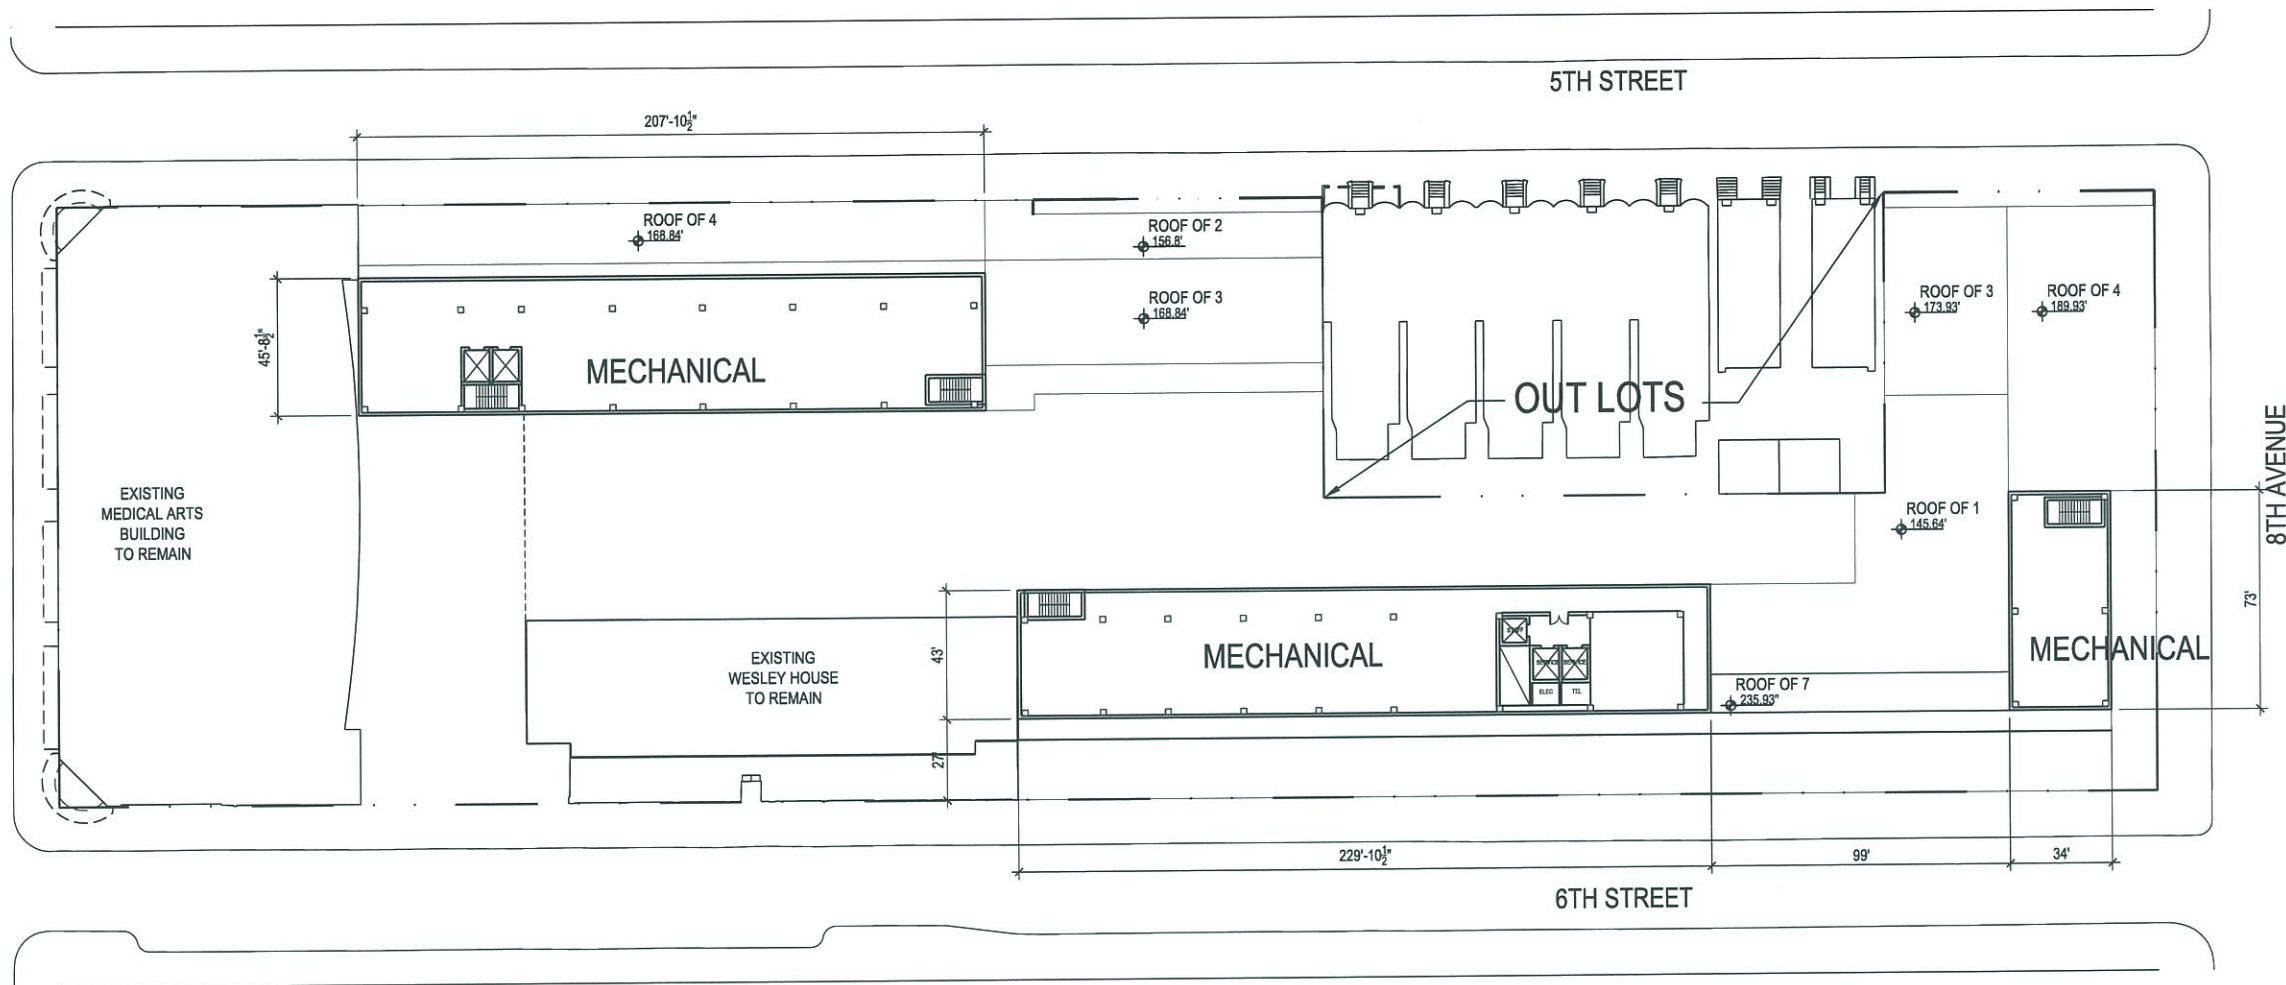 5TH STREET
207'-10½"
ROOF OF 4
168.84'
ROOF OF 2
156.8'
ROOF OF 3
168.84'
ROOF OF 3
173.93'
ROOF OF 4
189.93'
45'-8½"
MECHANICAL
OUT LOTS
8TH AVENUE
EXISTING
MEDICAL ARTS
BUILDING
TO REMAIN
ROOF OF 1
145.64'
73'
43'
MECHANICAL
STAFF
SERVICE
SERVICE
ELEC
TEL
MECHANICAL
EXISTING
WESLEY HOUSE
TO REMAIN
ROOF OF 7
235.93"
27'
229'-10½"
99'
34'
6TH STREET